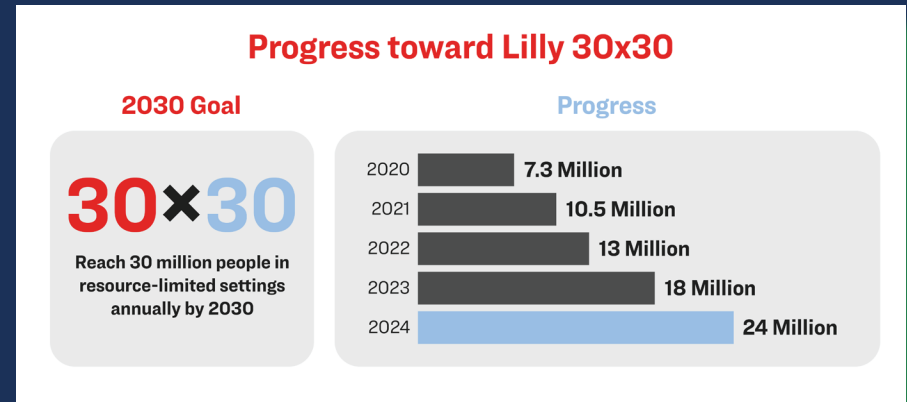 Progress toward Lilly 30x30
2030 Goal
30×30
Reach 30 million people in
resource-limited settings
annually by 2030
Progress
2020 7.3 Million
2021 10.5 Million
2022 13 Million
2023 18 Million
2024 24 Million